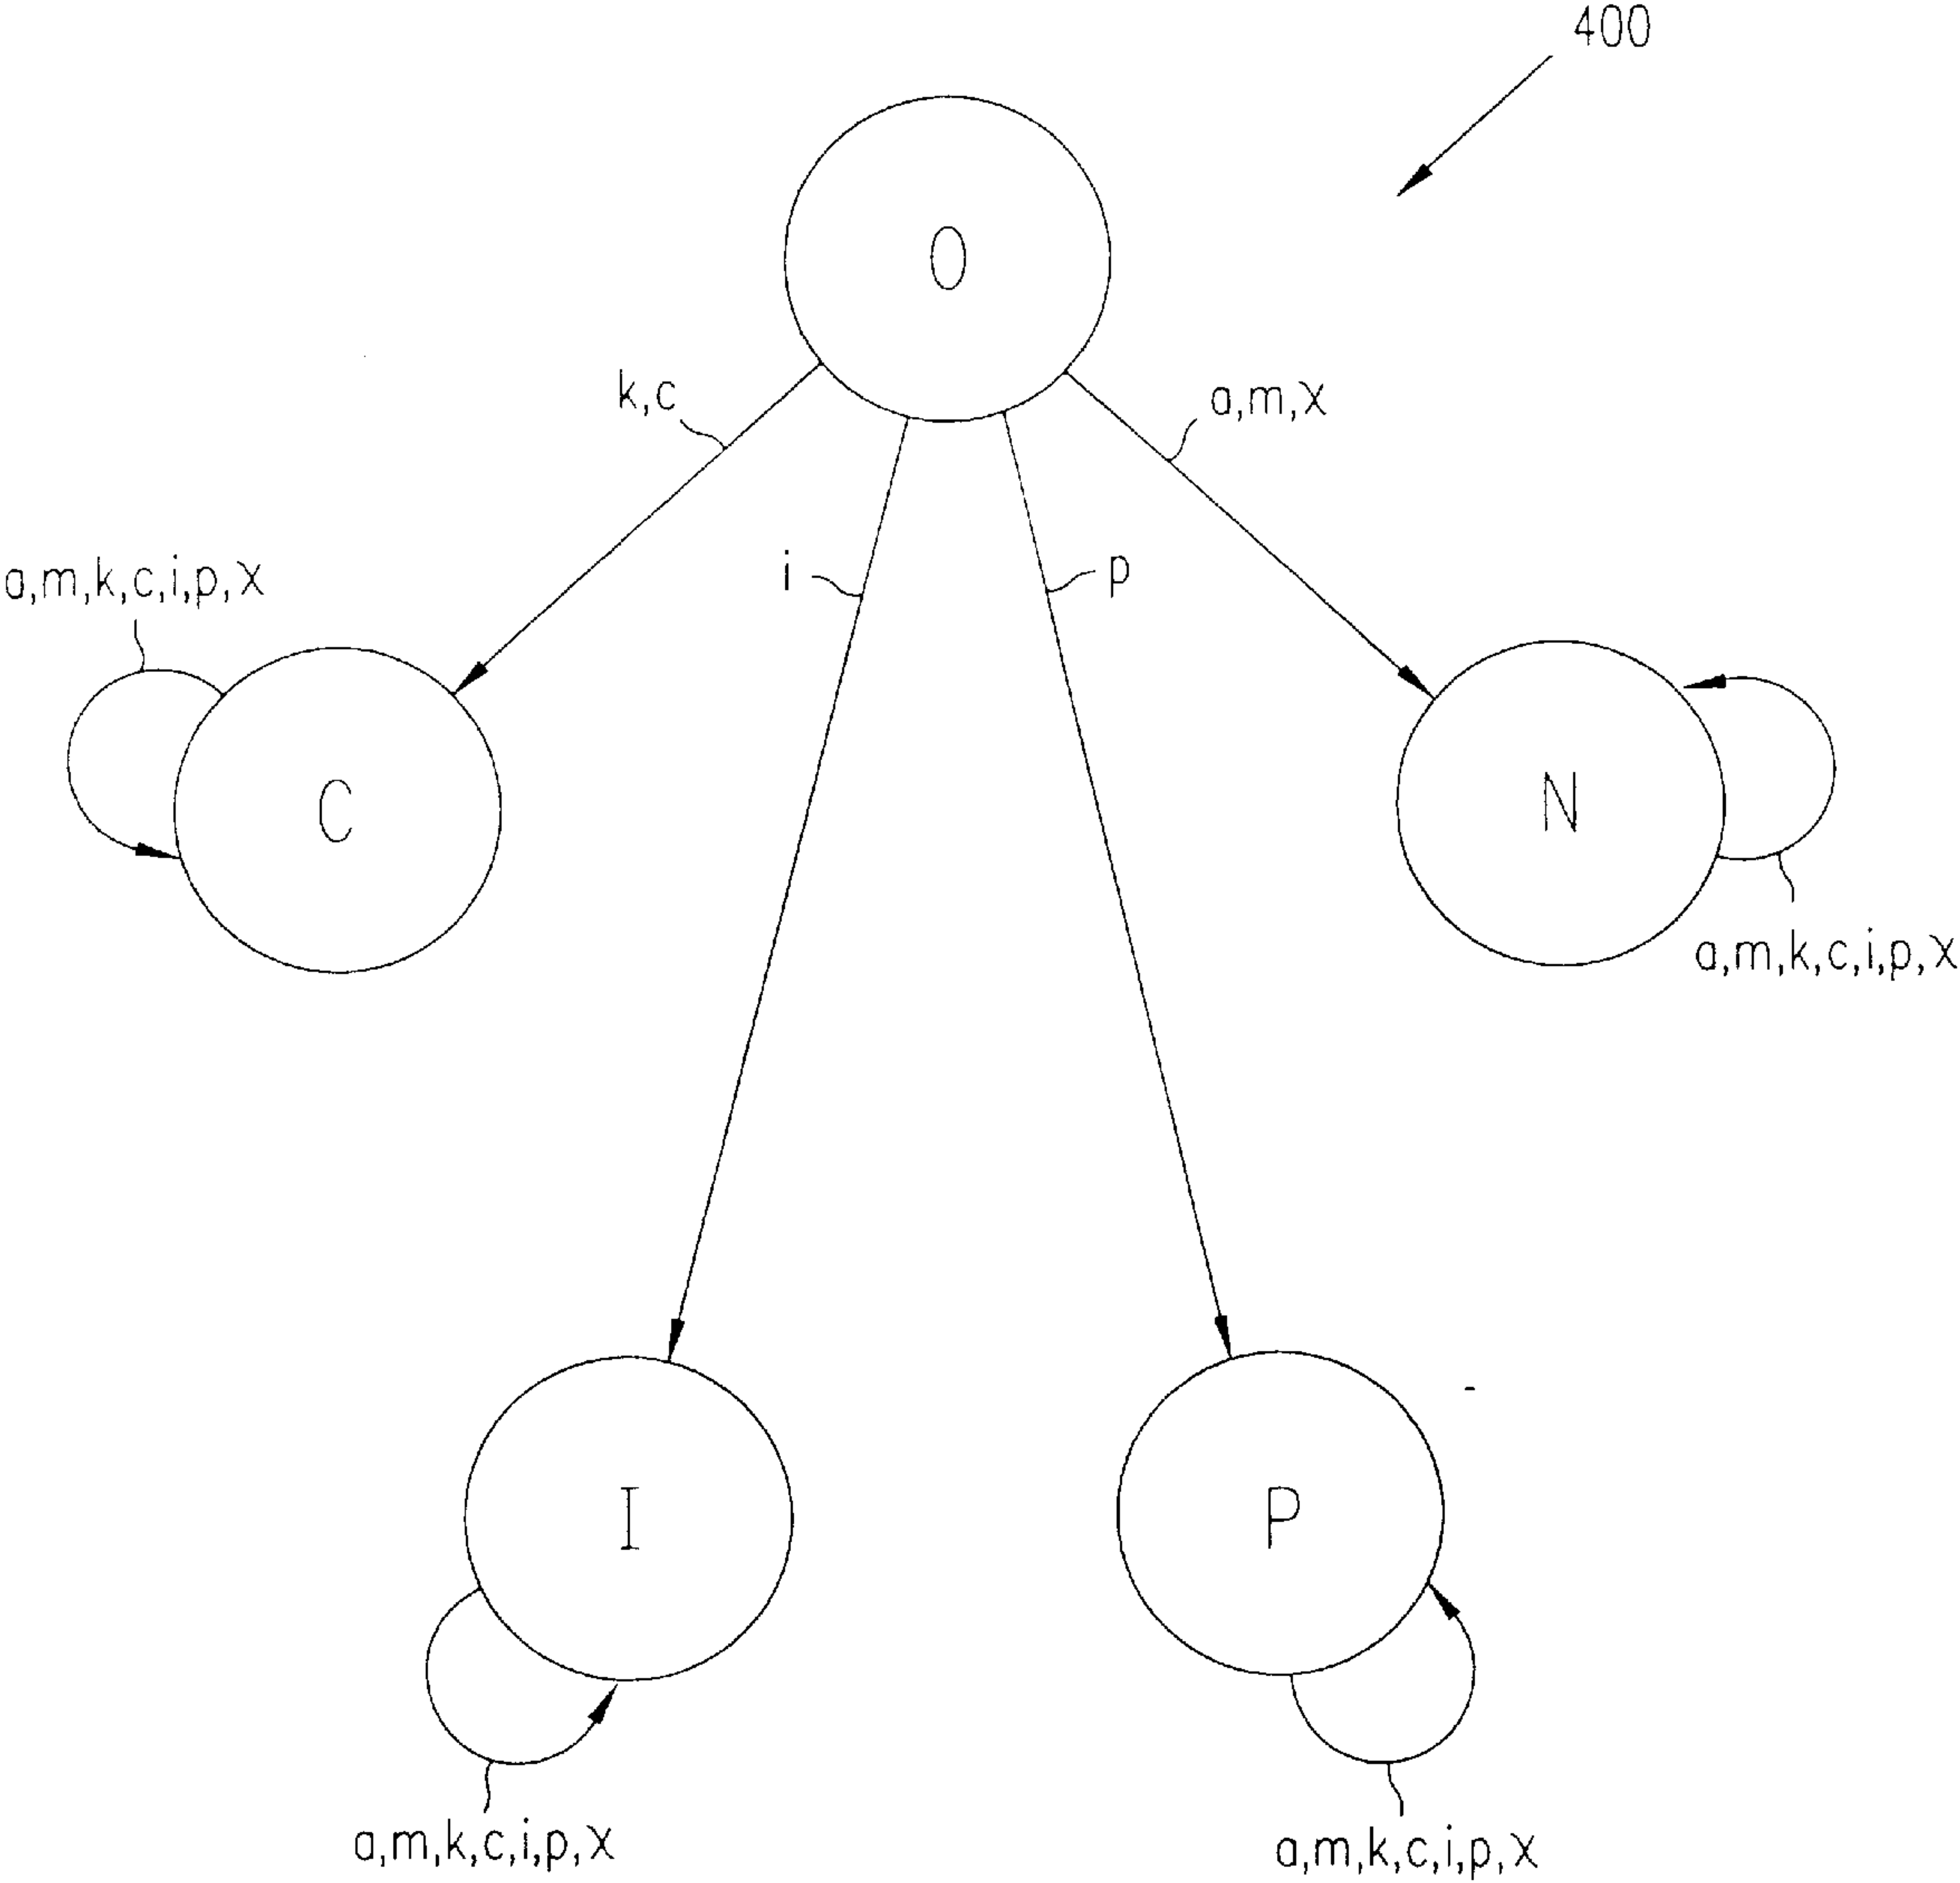 400
O
k,c
a,m,x
i
p
a,m,k,c,i,p,x
C
N
a,m,k,c,i,p,x
I
P
a,m,k,c,i,p,x
a,m,k,c,i,p,x